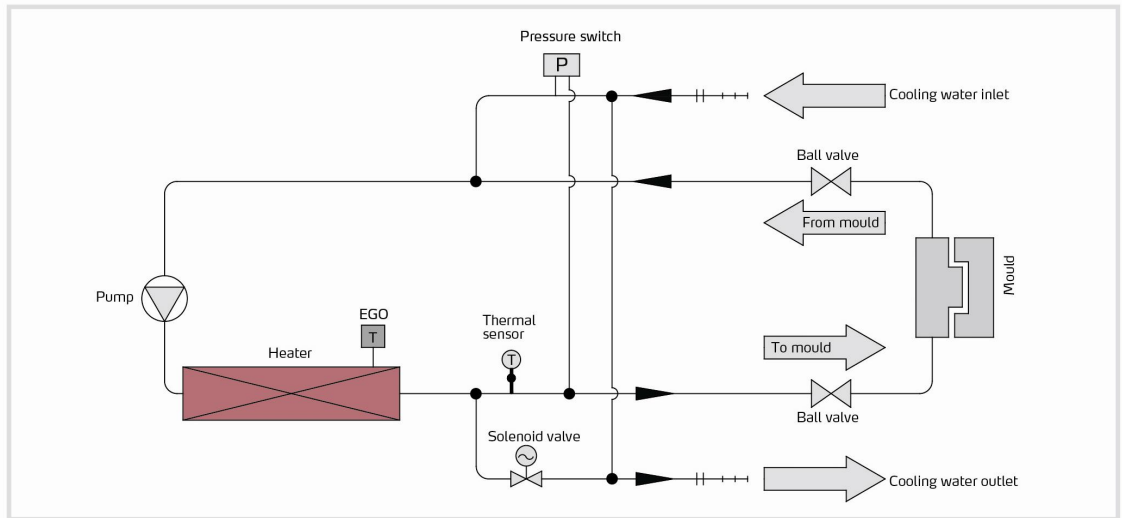 Pressure switch
P
Cooling water inlet
Ball valve
From mould
Mould
Pump
EGO
T
Heater
Thermal
sensor
T
To mould
Ball valve
Solenoid valve
Cooling water outlet